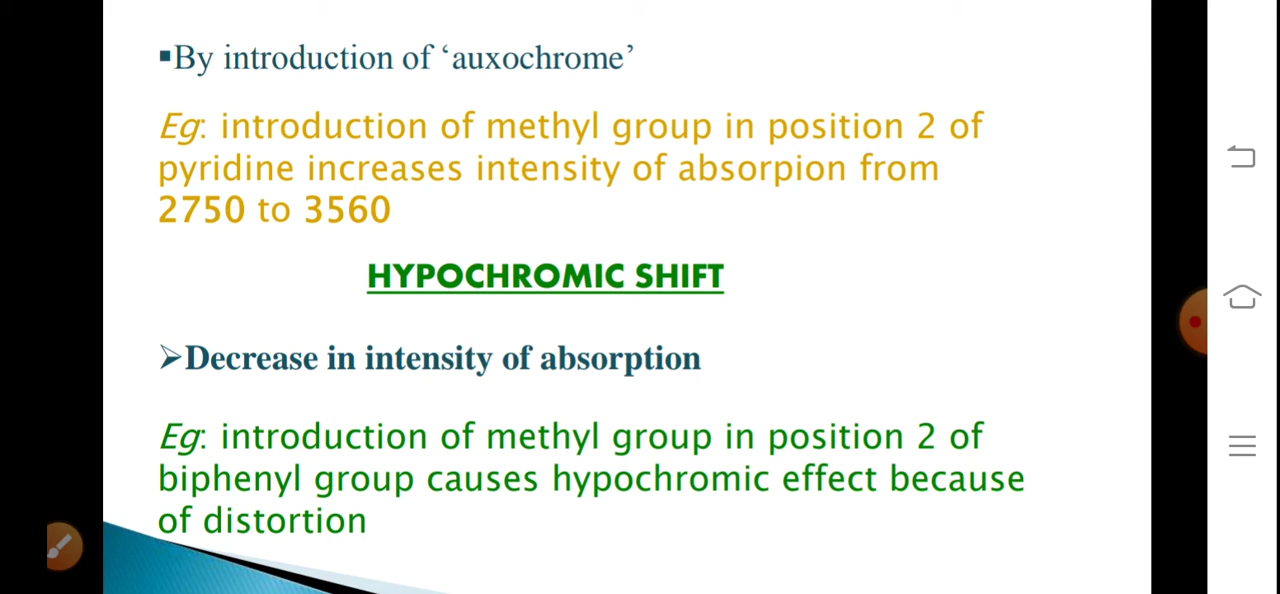 ▪By introduction of ‘auxochrome’
Eg: introduction of methyl group in position 2 of
pyridine increases intensity of absorpion from
2750 to 3560
HYPOCHROMIC SHIFT
➢Decrease in intensity of absorption
Eg: introduction of methyl group in position 2 of
biphenyl group causes hypochromic effect because
of distortion